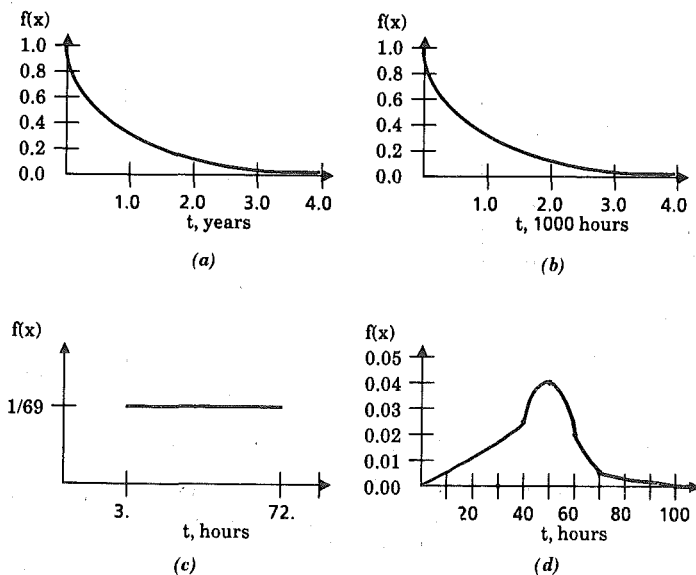 f(x)
1.0
0.8
0.6
0.4
0.2
0.0
1.0 2.0 3.0 4.0
t, years
(a)
f(x)
1.0
0.8
0.6
0.4
0.2
0.0
1.0 2.0 3.0 4.0
t, 1000 hours
(b)
f(x)
1/69
3. 72.
t, hours
(c)
f(x)
0.05
0.04
0.03
0.02
0.01
0.00
20 40 60 80 100
t, hours
(d)